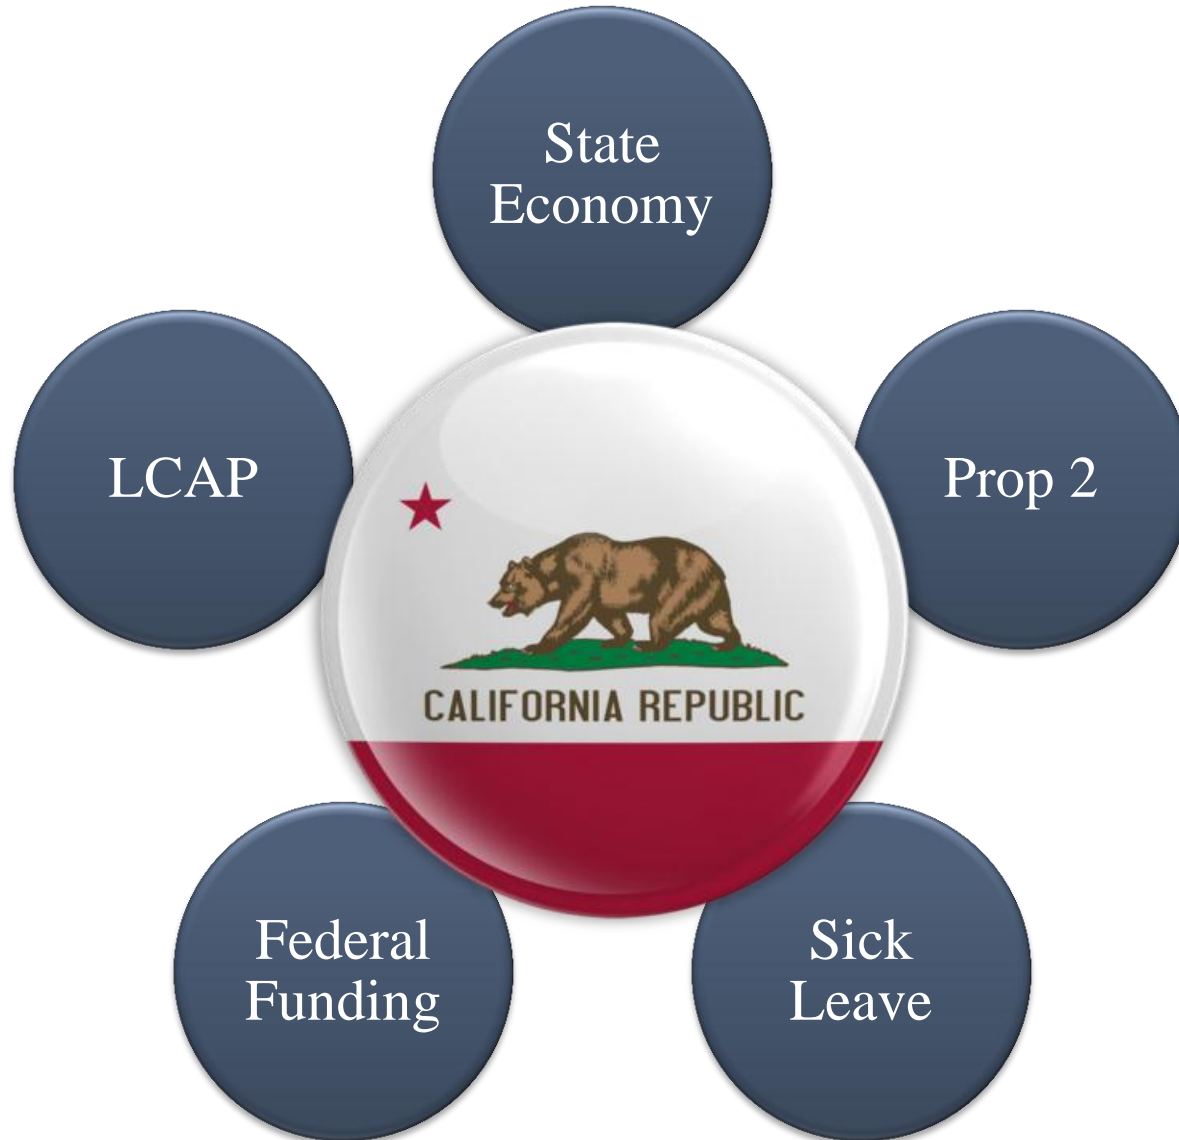 State
Economy
LCAP
Prop 2
CALIFORNIA REPUBLIC
Federal
Funding
Sick
Leave